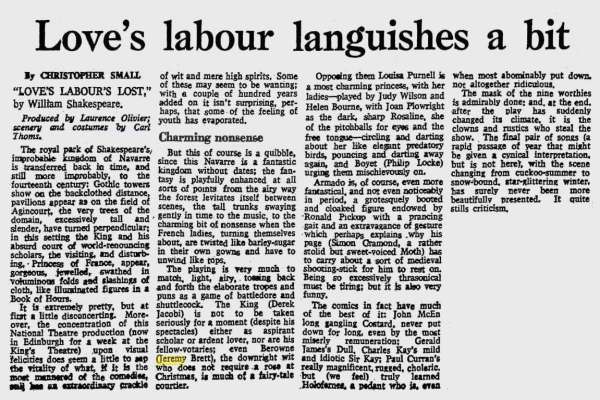 Love's labour languishes a bit
By CHRISTOPHER SMALL
"LOVE'S LABOUR'S LOST,"
by William Shakespeare.
Produced by Laurence Olivier;
scenery and costumes by Carl
Thoms.
The royal park of Shakespeare's
improbable kingdom of Navarre
is transferred back in time, and
still more improbably, to the
fourteenth century: Gothic towers
show on the backclothed distance,
pavilions appear as on the field of
Agincourt, the very trees of the
domain, excessively tall and
slender, have turned perpendicular;
in this setting the King and his
absurd court of world-renouncing
scholars, the visiting, and disturb-
ing, Princess of France, appear,
gorgeous, jewelled, swathed in
voluminous folds and slashings of
cloth, like illuminated figures in a
Book of Hours.
It is extremely pretty, but at
first a little disconcerting. More-
over, the concentration of this
National Theatre production (now
in Edinburgh for a week at the
King's Theatre) upon visual
felicities does seem a little to sap
the vitality of what, if it is the
most mannered of the comedies,
still has an extraordinary crackle
of wit and mere high spirits. Some
of these may seem to be wanting;
with a couple of hundred years
added on it isn't surprising, per-
haps, that some of the feeling of
youth has evaporated.
Charming nonsense
But this of course is a quibble,
since this Navarre is a fantastic
kingdom without dates; the fan-
tasy is playfully enhanced at all
sorts of points from the airy way
the forest levitates itself between
scenes, the tall trunks swaying
gently in time to the music, to the
charming bit of nonsense when the
French ladies, turning themselves
about, are twisted like barley-sugar
in their own gowns and have to
unwind like tops.
The playing is very much to
match, light, airy, tossing back
and forth the elaborate tropes and
puns as a game of battledore and
shuttlecock. The King (Derek
Jacobi) is not to be taken
seriously for a moment (despite his
spectacles) either as aspirant
scholar or ardent lover, nor are his
fellow-votaries; even Berowne
(Jeremy Brett), the downright wit
who does not require a rose at
Christmas, is much of a fairy-tale
courtier.
Opposing them Louisa Purnell is
a most charming princess, with her
ladies—played by Judy Wilson and
Helen Bourne, with Joan Plowright
as the dark, sharp Rosaline, she
of the pitchballs for eyes and the
free tongue—circling and darting
about her like elegant predatory
birds, pouncing and darting away
again, and Boyet (Philip Locke)
urging them mischievously on.
Armado is, of course, even more
fantastical, and not even notionably
in period, a grotesquely booted
and cloaked figure endowed by
Ronald Pickup with a prancing
gait and an extravagance of gesture
which perhaps explains why his
page (Simon Gramond, a rather
stolid but sweet-voiced Moth) has
to carry about a sort of medieval
shooting-stick for him to rest on.
Being so excessively thrasonical
must be tiring; but it is also very
funny.
The comics in fact have much
of the best of it: John McEn
long gangling Costard, never put
down for long, even by the most
miserly remuneration; Gerald
James's Dull, Charles Kay's mild
and idiotic Sir Kay; Paul Curran's
really magnificent, rugged, choleric,
but (we feel) truly learned
Holofernes, a pedant who is, even
when most abominably put down,
not altogether ridiculous.
The mask of the nine worthies
is admirably done; and, at the end,
after the play has suddenly
changed its climate, it is the
clowns and rustics who steal the
show. The final pair of songs (a
rapid passage of year that might
be given a cynical interpretation,
but is not here), with the scene
changing from cuckoo-summer to
snow-bound, star-glittering winter,
has surely never been more
beautifully presented. It quite
stills criticism.